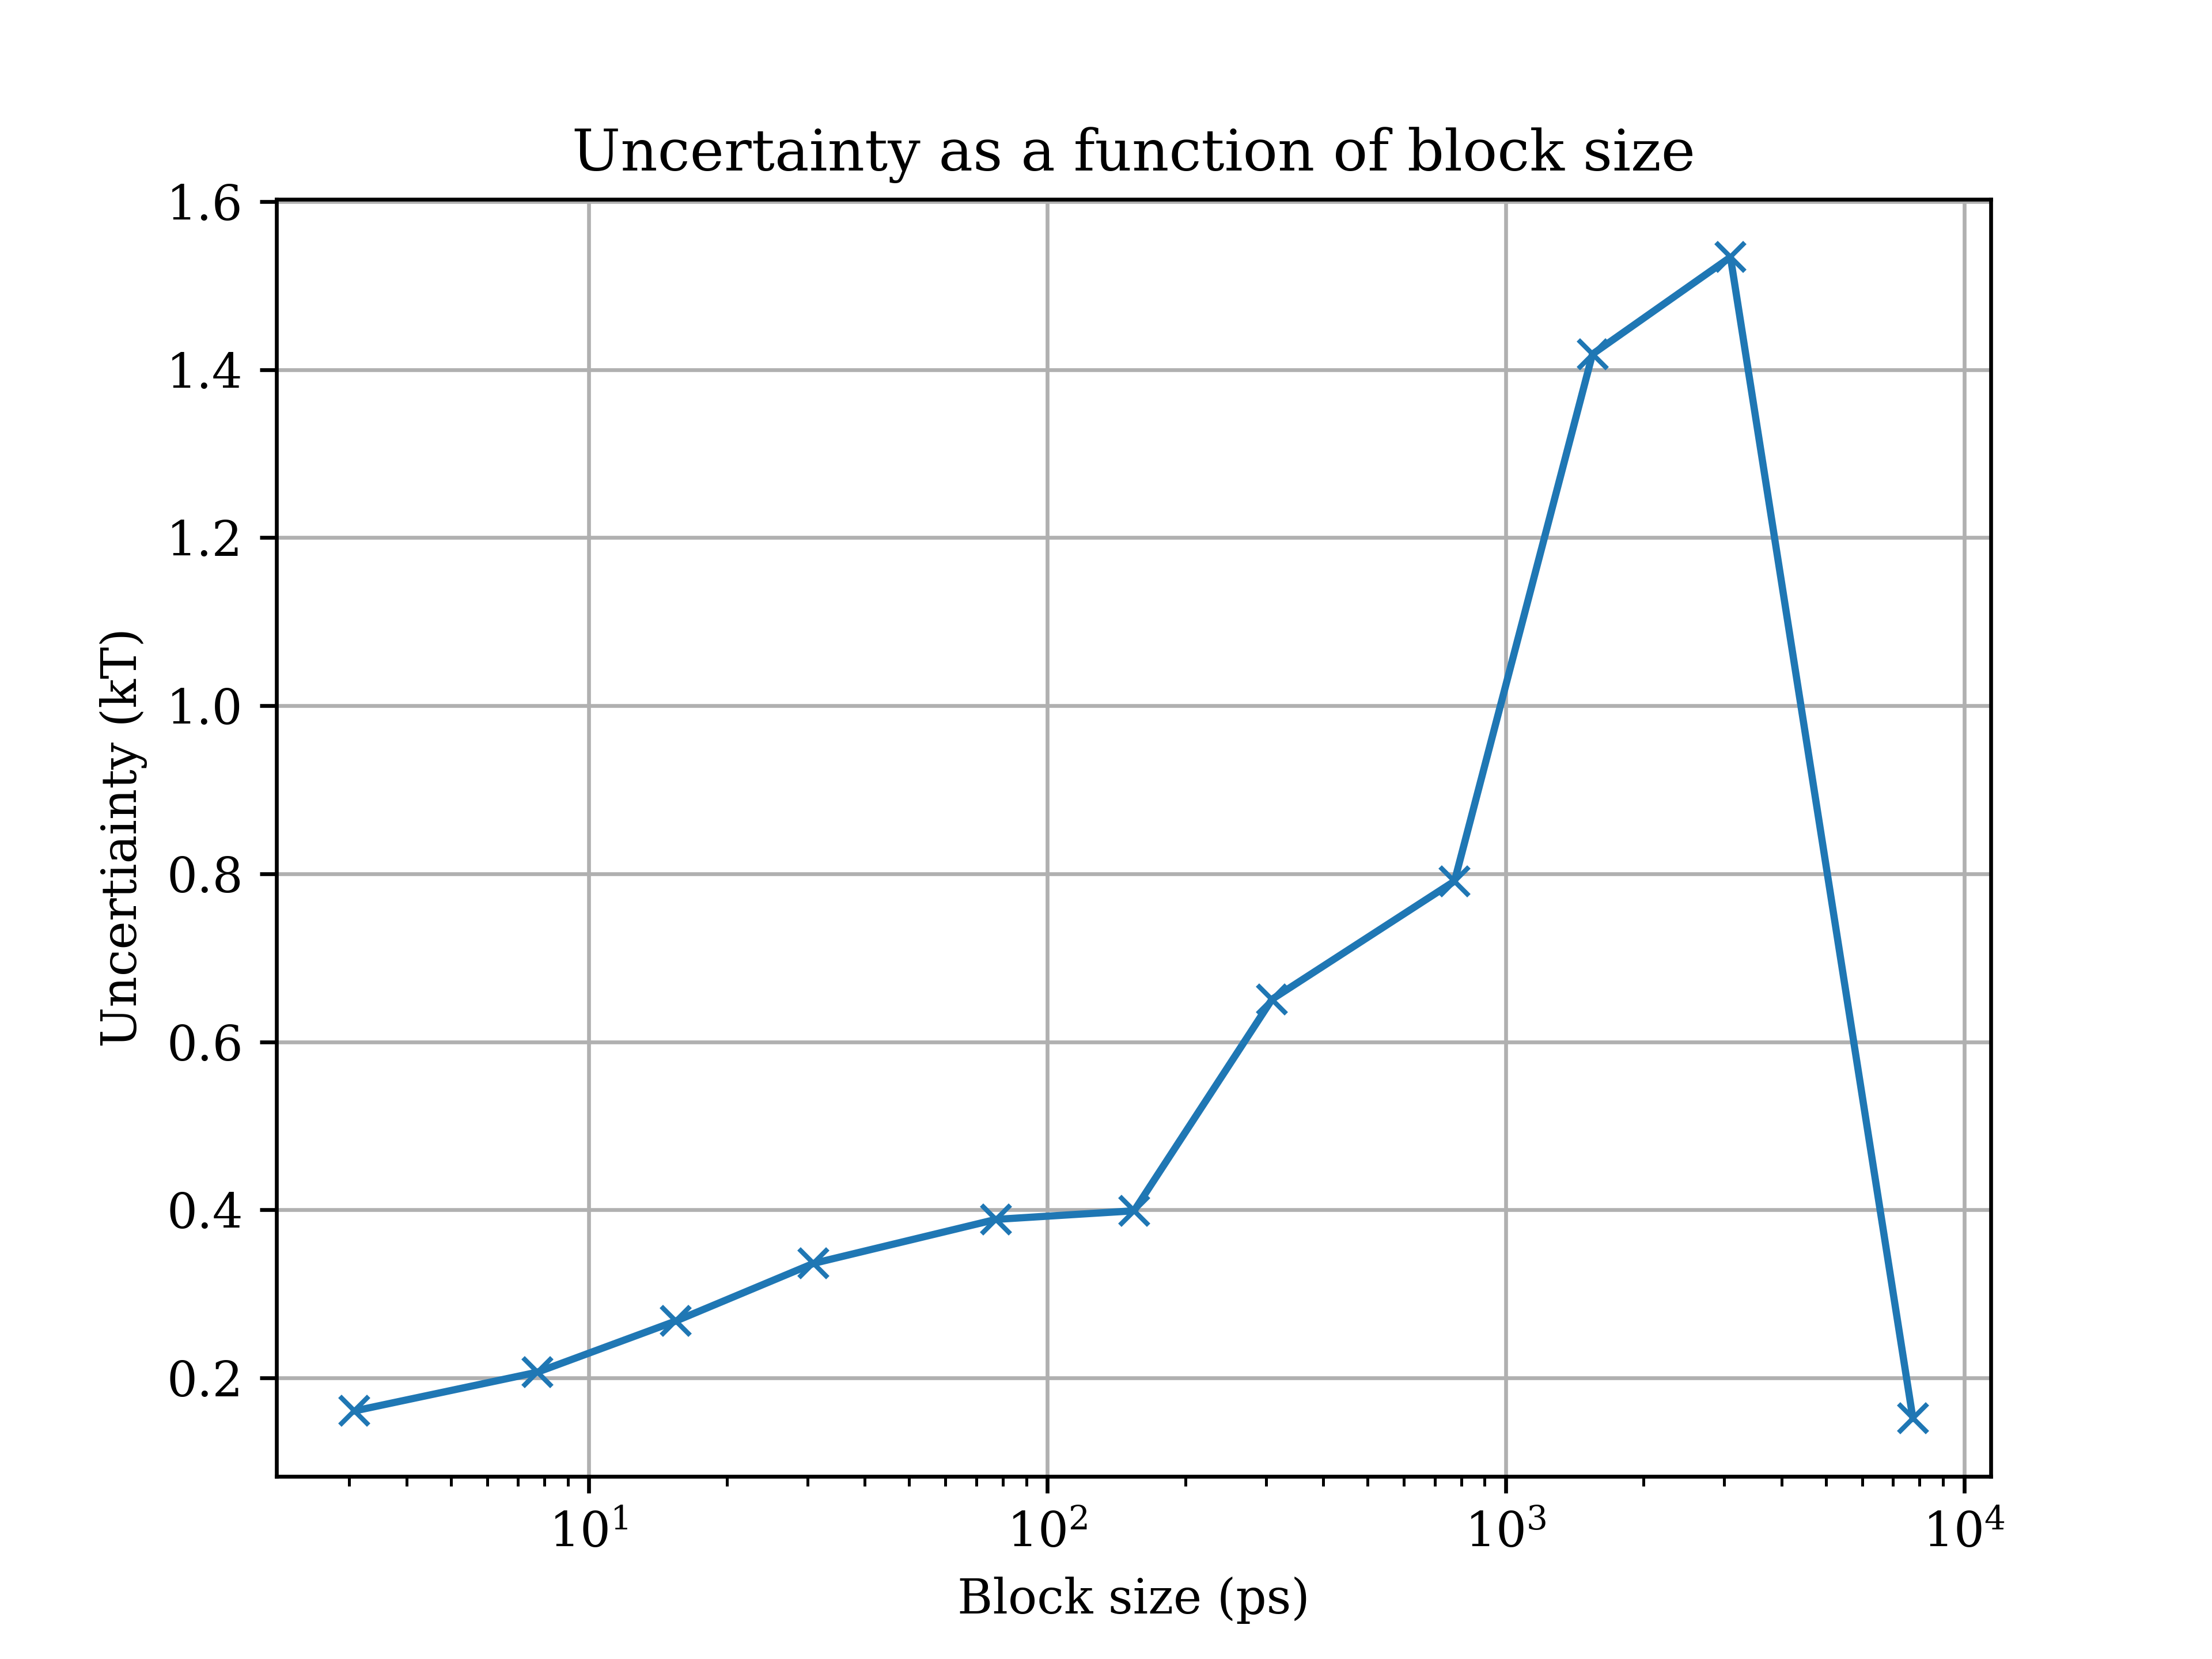 Uncertainty as a function of block size
1.6
1.4
1.2
1.0
0.8
0.6
0.4
0.2
Uncertiainty (kT)
10¹ 10² 10³ 10⁴
Block size (ps)